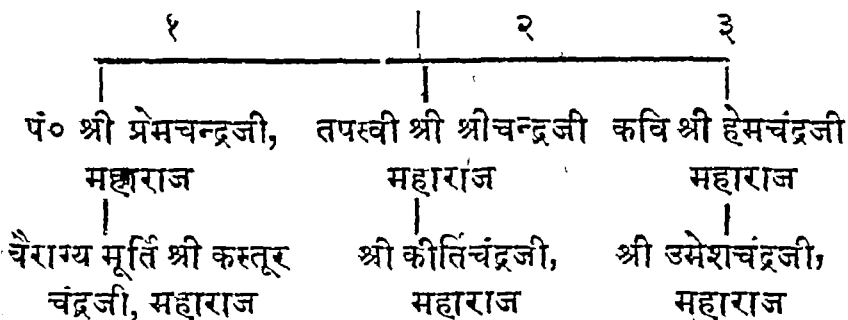 १ २ ३
पं० श्री प्रेमचन्द्रजी, तपस्वी श्री श्रीचन्द्रजी कवि श्री हेमचंद्रजी
महाराज महाराज महाराज
वैराग्य मूर्ति श्री कस्तूर श्री कीर्तिचंद्रजी, श्री उमेशचंद्रजी,
चंद्रजी, महाराज महाराज महाराज